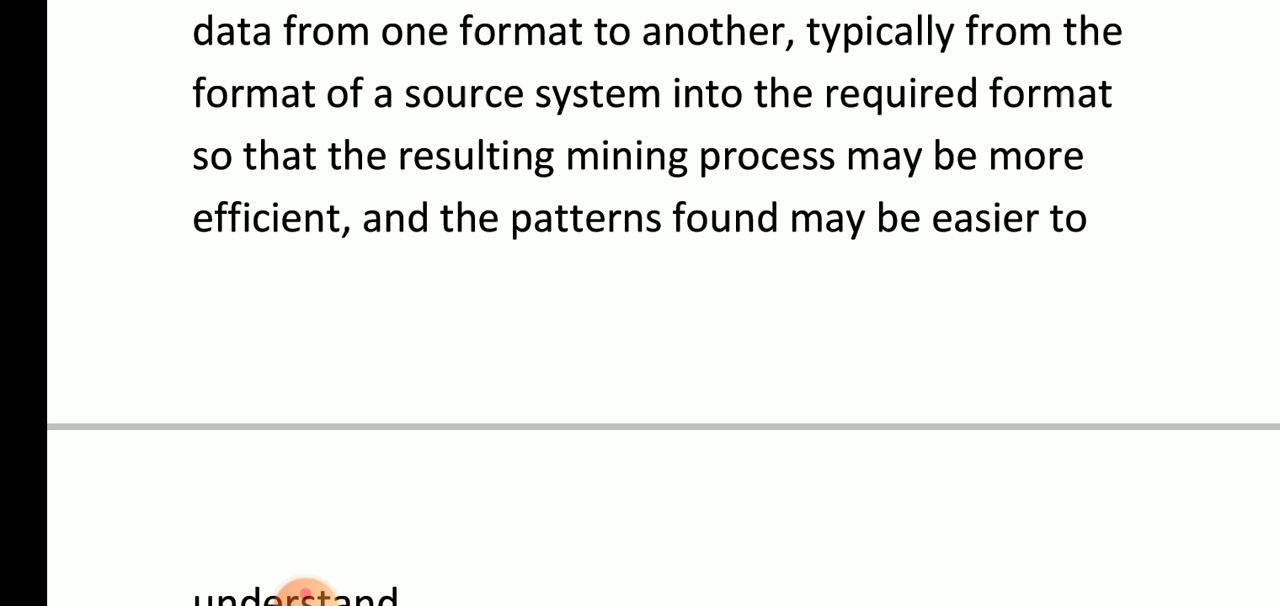 data from one format to another, typically from the
format of a source system into the required format
so that the resulting mining process may be more
efficient, and the patterns found may be easier to
understand